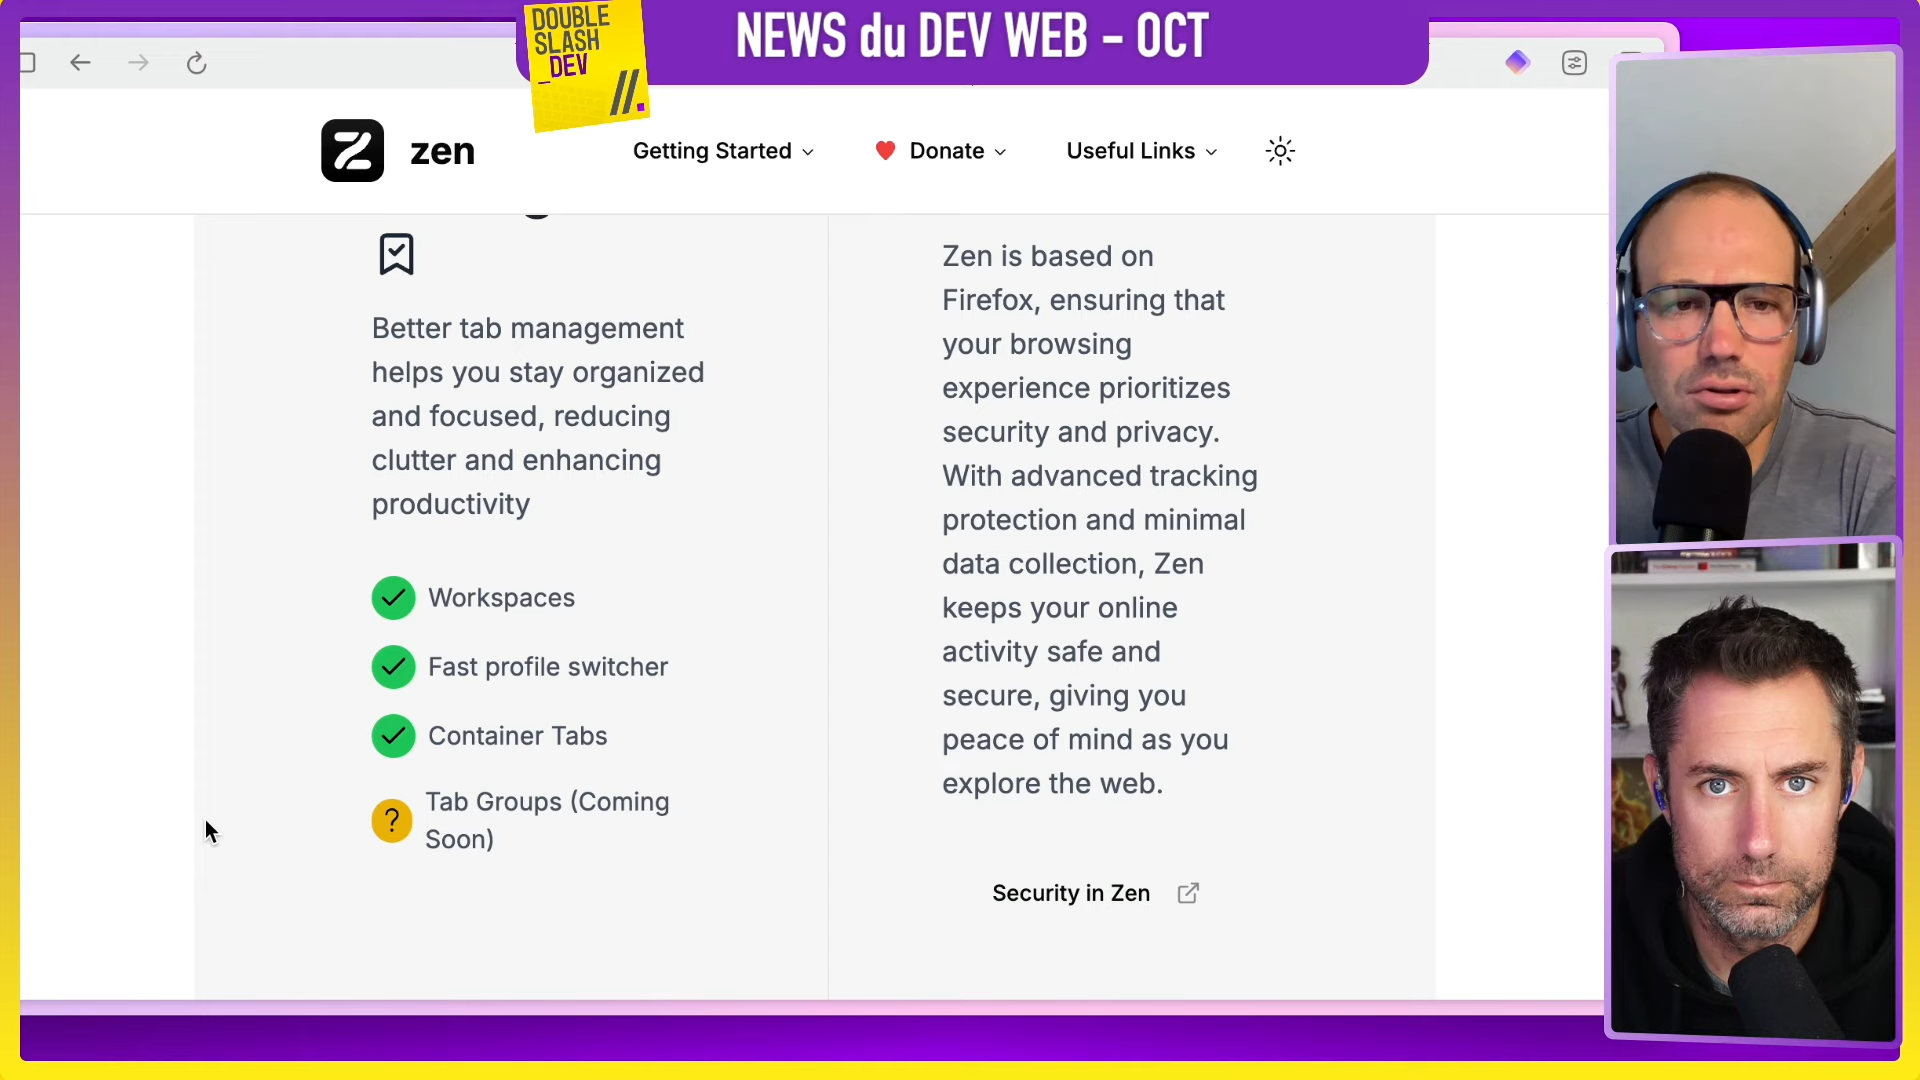 DOUBLE
SLASH
_DEV
//.
NEWS du DEV WEB - OCT
zen
Getting Started
Donate
Useful Links
Better tab management
helps you stay organized
and focused, reducing
clutter and enhancing
productivity
Workspaces
Fast profile switcher
Container Tabs
? Tab Groups (Coming
Soon)
Zen is based on
Firefox, ensuring that
your browsing
experience prioritizes
security and privacy.
With advanced tracking
protection and minimal
data collection, Zen
keeps your online
activity safe and
secure, giving you
peace of mind as you
explore the web.
Security in Zen